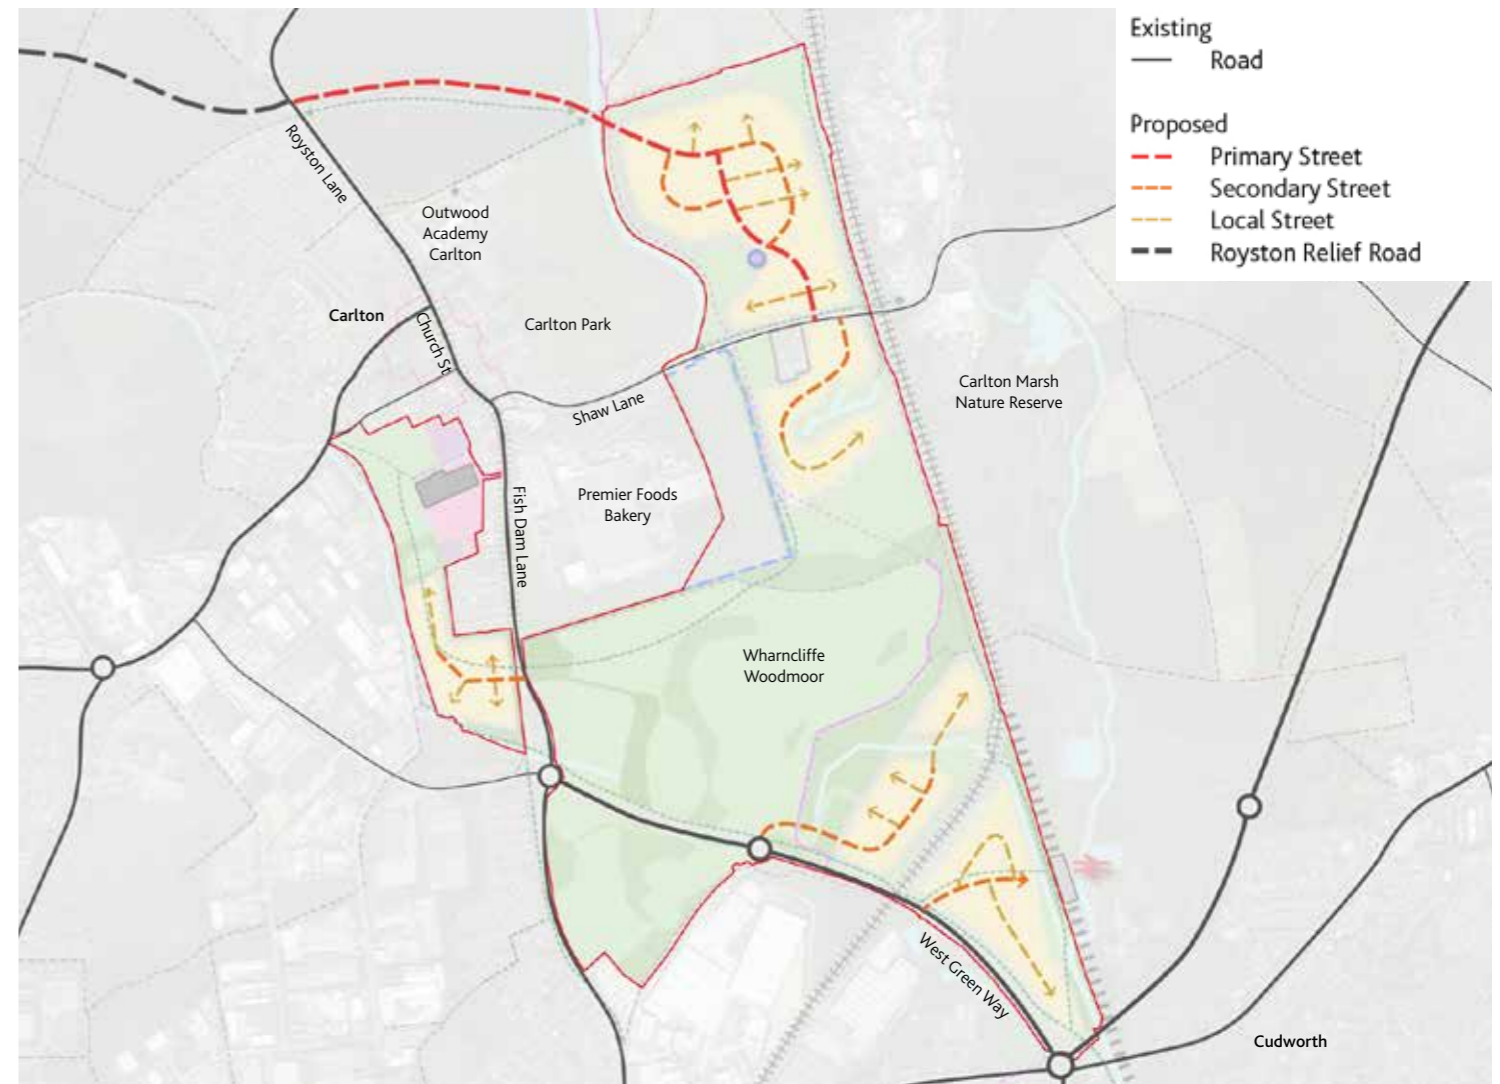 Existing
Road
Proposed
Primary Street
Secondary Street
Local Street
Royston Relief Road
Royston Lane
Outwood
Academy
Carlton
Carlton
Church St
Carlton Park
Shaw Lane
Carlton Marsh
Nature Reserve
Premier Foods
Bakery
Fish Dam Lane
Wharncliffe
Woodmoor
West Green Way
Cudworth